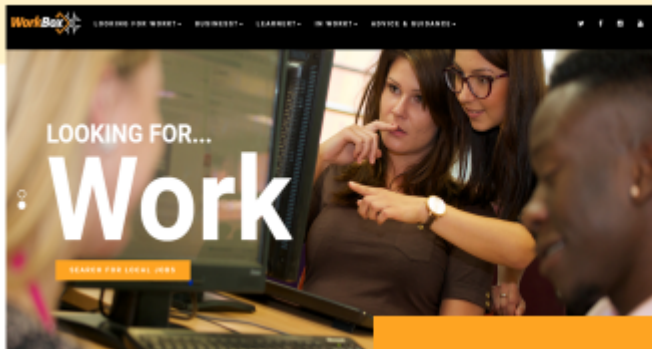 WorkBox
LOOKING FOR WORK? BUSINESS? LEARNER? IN WORK? ADVICE & GUIDANCE
LOOKING FOR...
Work
SEARCH FOR LOCAL JOBS